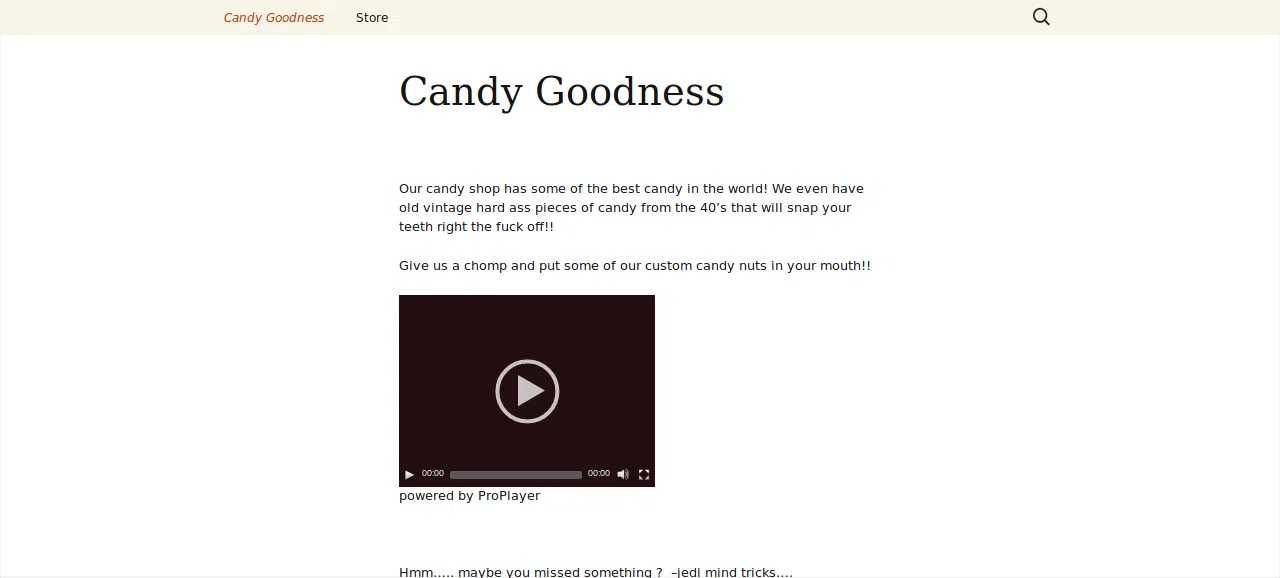 Candy Goodness Store
Candy Goodness
Our candy shop has some of the best candy in the world! We even have
old vintage hard ass pieces of candy from the 40’s that will snap your
teeth right the fuck off!!
Give us a chomp and put some of our custom candy nuts in your mouth!!
00:00 00:00
powered by ProPlayer
Hmm..... maybe you missed something ? –jedi mind tricks....